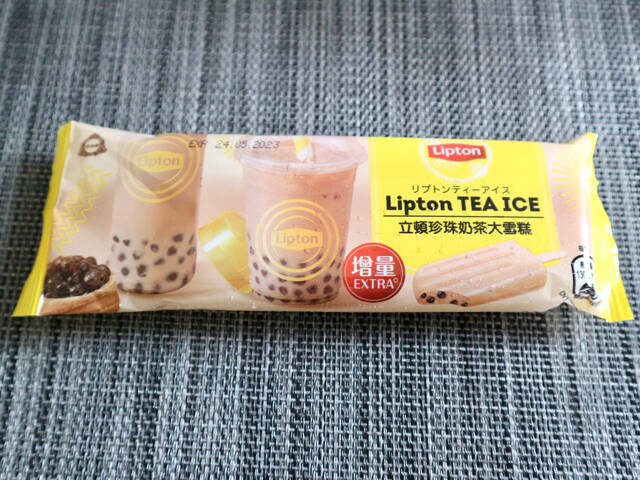 EXP 24.05.2023
Lipton
Lipton
Lipton
リプトンティーアイス
Lipton TEA ICE
立頓珍珠奶茶大雪糕
增量
EXTRA